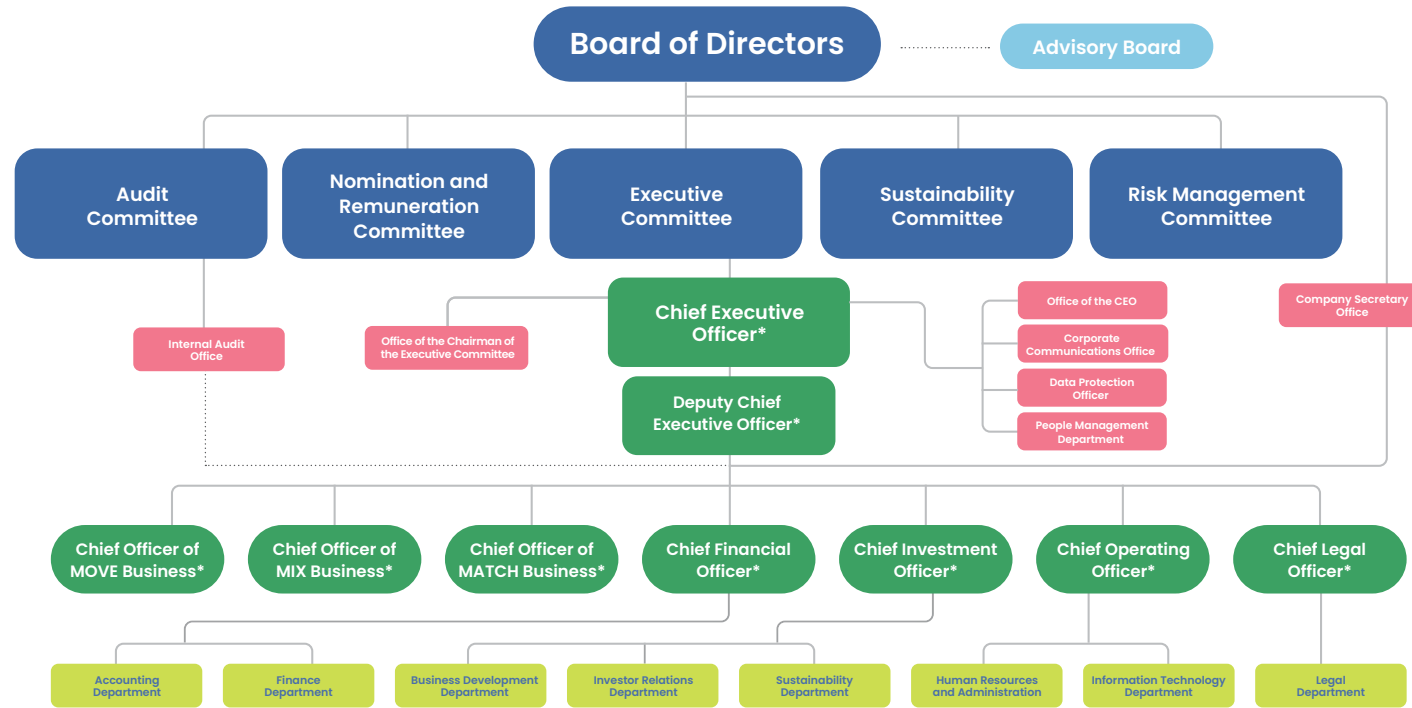 Board of Directors
Advisory Board
Audit
Committee
Nomination and
Remuneration
Committee
Executive
Committee
Sustainability
Committee
Risk Management
Committee
Chief Executive
Officer*
Office of the CEO
Company Secretary
Office
Corporate
Communications Office
Internal Audit
Office
Office of the Chairman of
the Executive Committee
Data Protection
Officer
Deputy Chief
Executive Officer*
People Management
Department
Chief Officer of
MOVE Business*
Chief Officer of
MIX Business*
Chief Officer of
MATCH Business*
Chief Financial
Officer*
Chief Investment
Officer*
Chief Operating
Officer*
Chief Legal
Officer*
Accounting
Department
Finance
Department
Business Development
Department
Investor Relations
Department
Sustainability
Department
Human Resources
and Administration
Information Technology
Department
Legal
Department